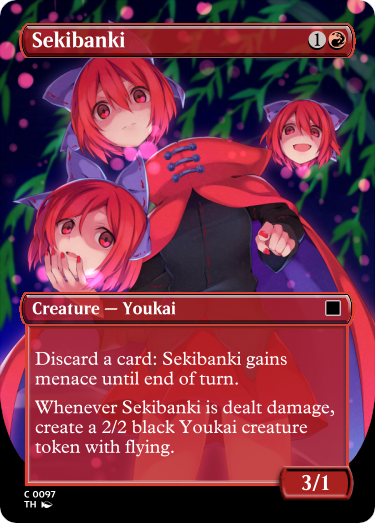 Sekibanki 1
Creature — Youkai
Discard a card: Sekibanki gains
menace until end of turn.
Whenever Sekibanki is dealt damage,
create a 2/2 black Youkai creature
token with flying.
3/1
C 0097
TH